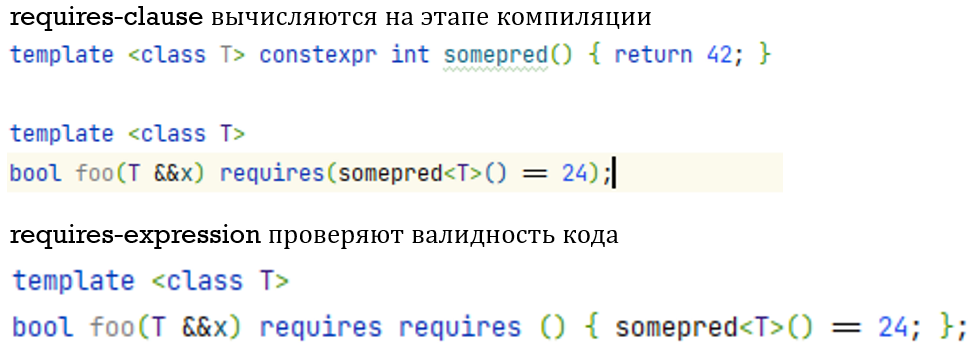 requires-clause вычисляются на этапе компиляции
template <class T> constexpr int somepred() { return 42; }
template <class T>
bool foo(T &&x) requires(somepred<T>() == 24);
requires-expression проверяют валидность кода
template <class T>
bool foo(T &&x) requires requires () { somepred<T>() == 24; };